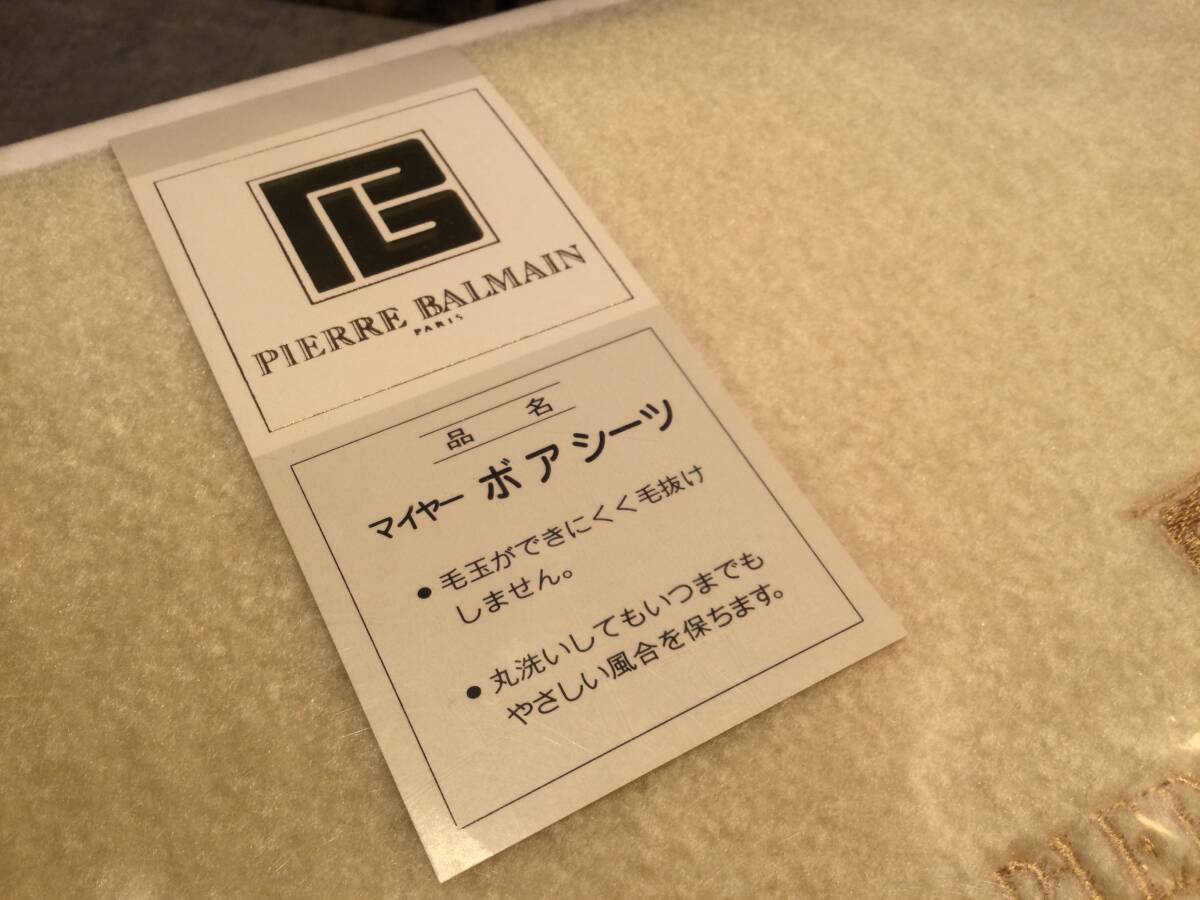 PB
PIERRE BALMAIN
PARIS
品名
マイヤー ボアシーツ
● 毛玉ができにくく毛抜け
しません。
● 丸洗いしてもいつまでも
やさしい風合を保ちます。
PIER